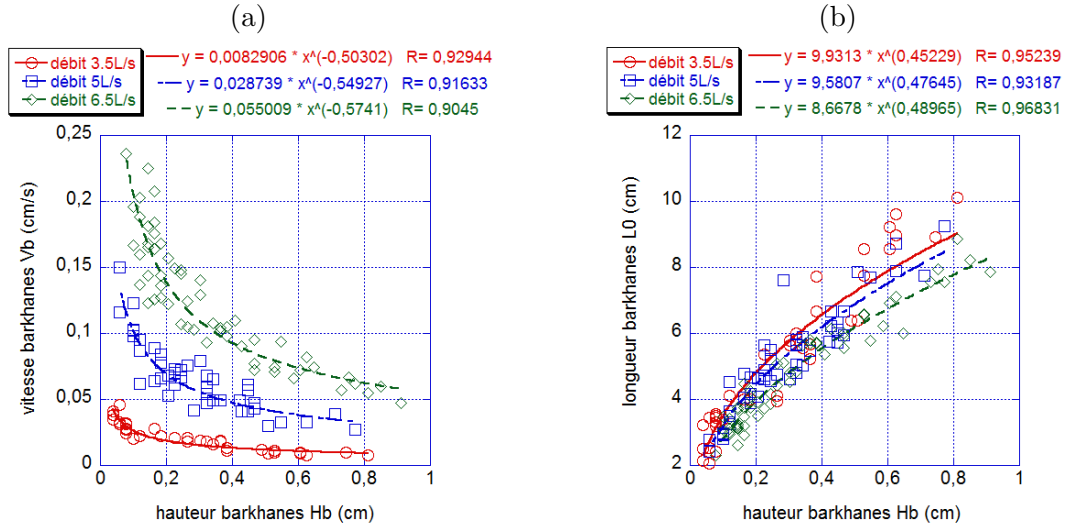 (a)
débit 3.5L/s
débit 5L/s
débit 6.5L/s
y = 0,0082906 * x^(-0,50302) R= 0,92944
y = 0,028739 * x^(-0,54927) R= 0,91633
y = 0,055009 * x^(-0,5741) R= 0,9045
vitesse barkhanes Vb (cm/s)
0,25
0,2
0,15
0,1
0,05
0
0 0,2 0,4 0,6 0,8 1
hauteur barkhanes Hb (cm)
(b)
débit 3.5L/s
débit 5L/s
débit 6.5L/s
y = 9,9313 * x^(0,45229) R= 0,95239
y = 9,5807 * x^(0,47645) R= 0,93187
y = 8,6678 * x^(0,48965) R= 0,96831
longueur barkhanes L0 (cm)
12
10
8
6
4
2
0 0,2 0,4 0,6 0,8 1
hauteur barkhanes Hb (cm)